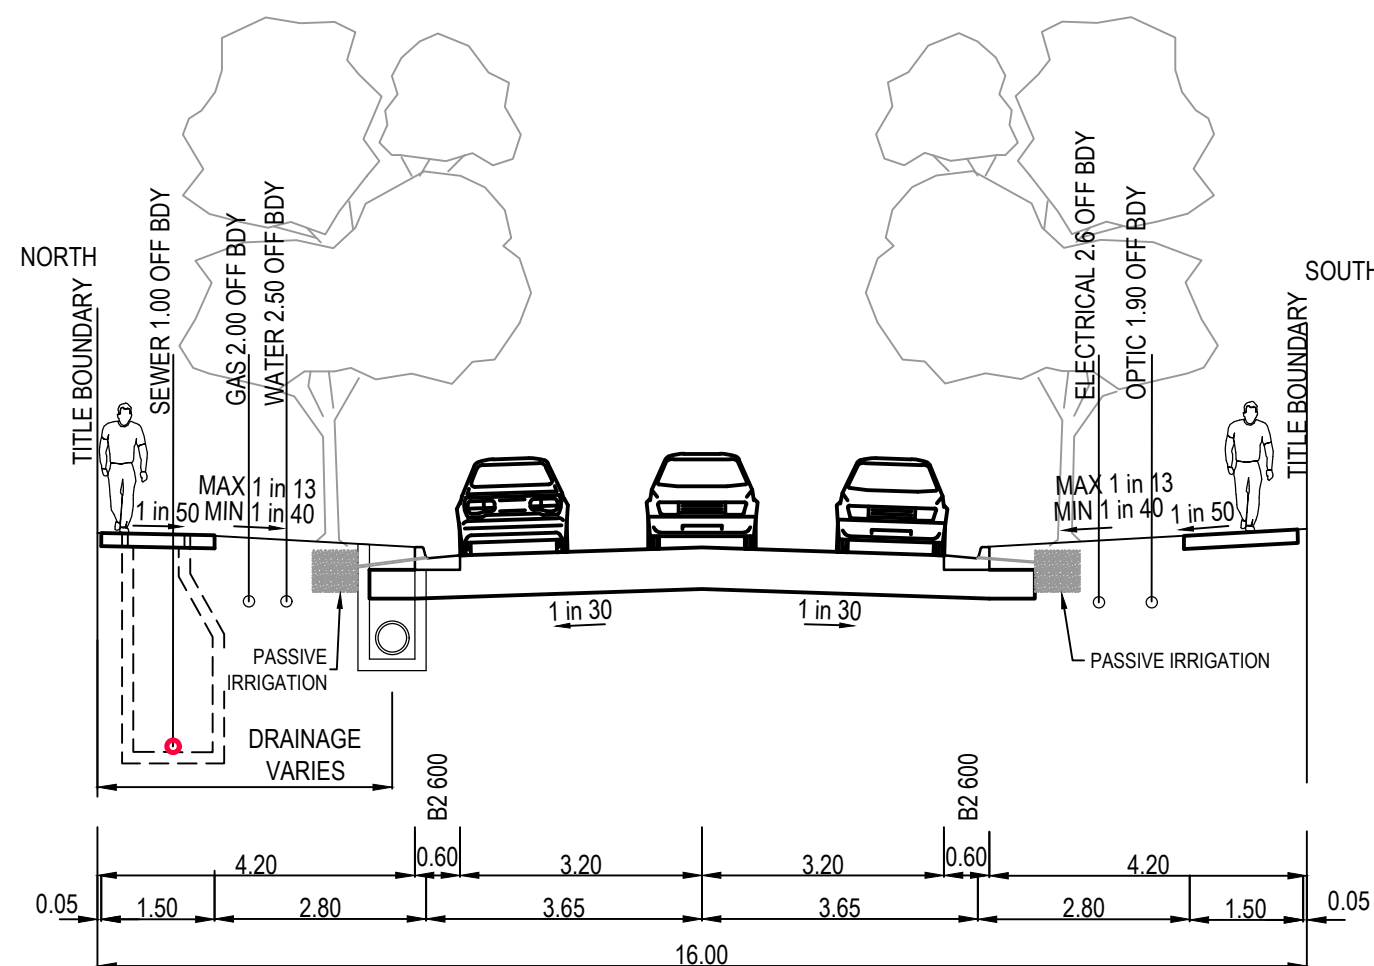 NORTH
SOUTH
TITLE BOUNDARY
SEWER 1.00 OFF BDY
GAS 2.00 OFF BDY
WATER 2.50 OFF BDY
ELECTRICAL 2.6 OFF BDY
OPTIC 1.90 OFF BDY
TITLE BOUNDARY
1 in 50
MAX 1 in 13
MIN 1 in 40
MAX 1 in 13
MIN 1 in 40
1 in 50
1 in 30
1 in 30
PASSIVE
IRRIGATION
PASSIVE IRRIGATION
DRAINAGE
VARIES
B2 600
B2 600
4.20
0.60
3.20
3.20
0.60
4.20
0.05
1.50
2.80
3.65
3.65
2.80
1.50
0.05
16.00